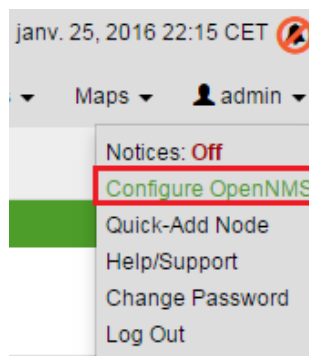 janv. 25, 2016 22:15 CET
Maps admin
Notices: Off
Configure OpenNMS
Quick-Add Node
Help/Support
Change Password
Log Out